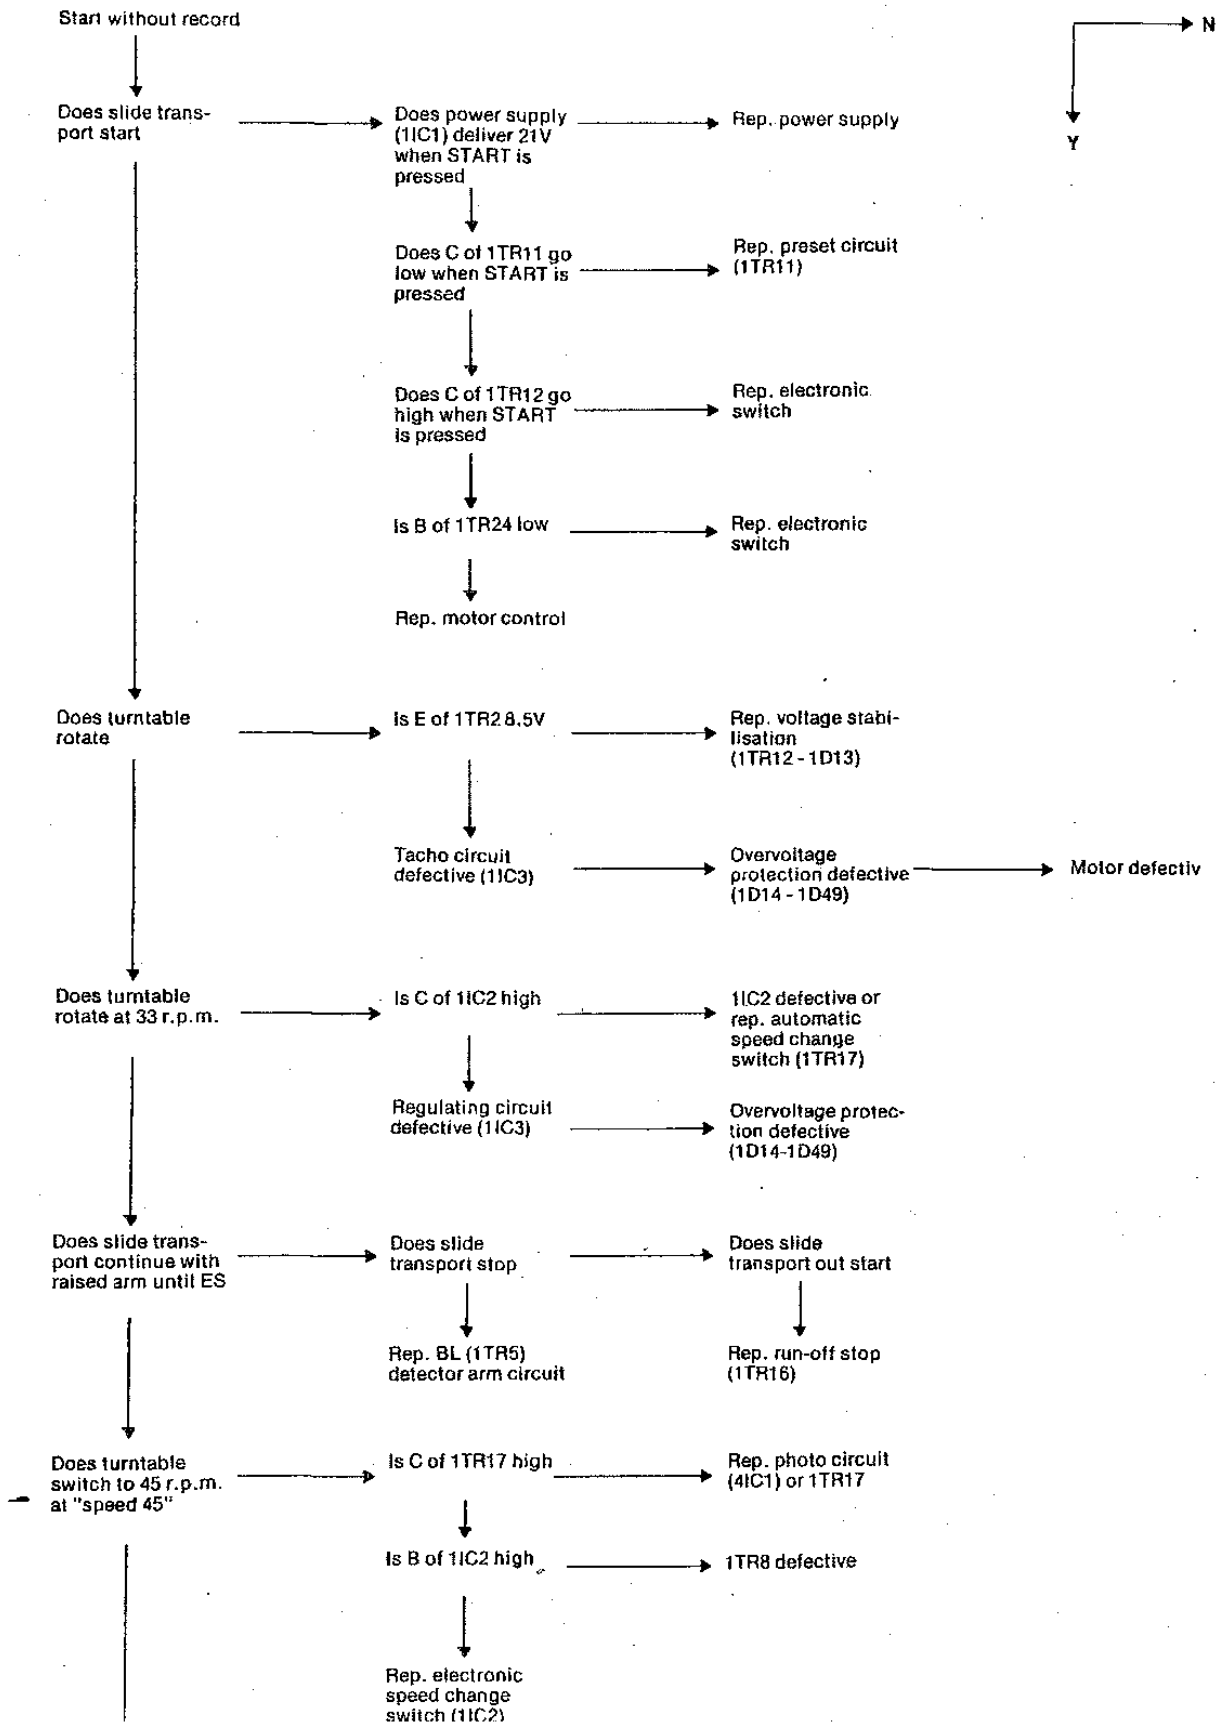 Start without record
N
Y
Does slide trans-
port start
Does power supply
(1IC1) deliver 21V
when START is
pressed
Rep. power supply
Does C of 1TR11 go
low when START is
pressed
Rep. preset circuit
(1TR11)
Does C of 1TR12 go
high when START
is pressed
Rep. electronic
switch
Is B of 1TR24 low
Rep. electronic
switch
Rep. motor control
Does turntable
rotate
Is E of 1TR2 8.5V
Rep. voltage stabi-
lisation
(1TR12 - 1D13)
Tacho circuit
defective (1IC3)
Overvoltage
protection defective
(1D14 - 1D49)
Motor defectiv
Does turntable
rotate at 33 r.p.m.
Is C of 1IC2 high
1IC2 defective or
rep. automatic
speed change
switch (1TR17)
Regulating circuit
defective (1IC3)
Overvoltage protec-
tion defective
(1D14-1D49)
Does slide trans-
port continue with
raised arm until ES
Does slide
transport stop
Does slide
transport out start
Rep. BL (1TR5)
detector arm circuit
Rep. run-off stop
(1TR16)
Does turntable
switch to 45 r.p.m.
at "speed 45"
Is C of 1TR17 high
Rep. photo circuit
(4IC1) or 1TR17
Is B of 1IC2 high
1TR8 defective
Rep. electronic
speed change
switch (1IC2)